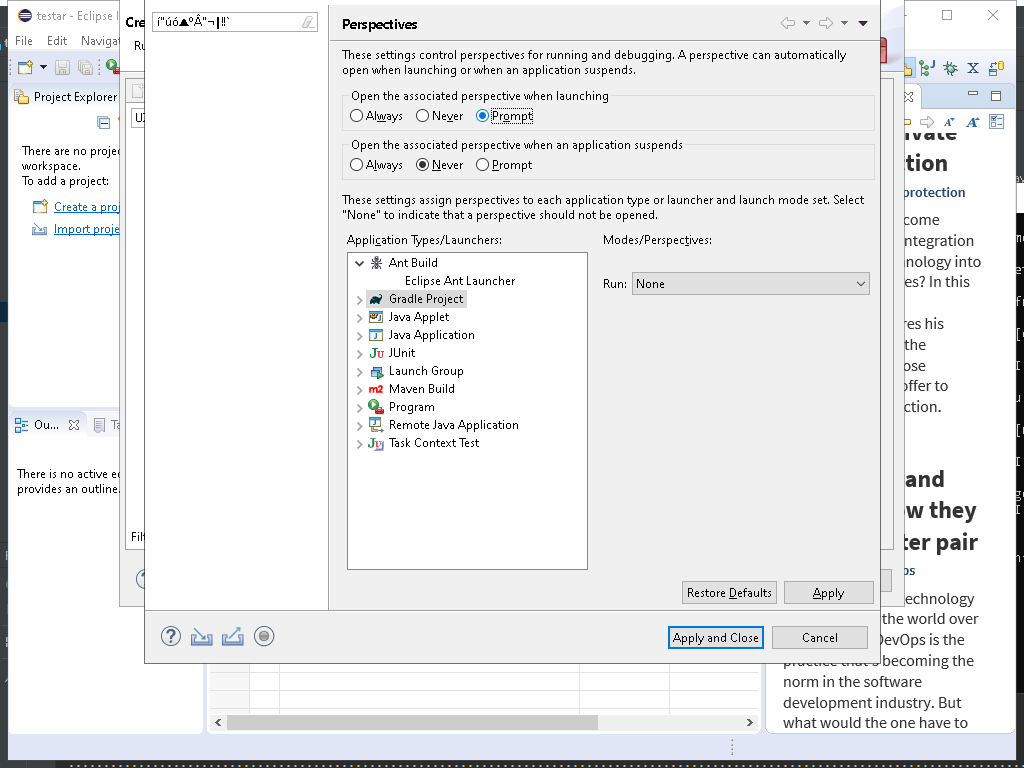 testar - Eclipse I
File Edit Navigat
Project Explorer
There are no projec
workspace.
To add a project:
Create a proj
Import proje
Ou...
Ta
There is no active ed
provides an outline.
Cre
Ru
Filt
Perspectives
These settings control perspectives for running and debugging. A perspective can automatically
open when launching or when an application suspends.
Open the associated perspective when launching
Always Never Prompt
Open the associated perspective when an application suspends
Always Never Prompt
These settings assign perspectives to each application type or launcher and launch mode set. Select
"None" to indicate that a perspective should not be opened.
Application Types/Launchers:
Modes/Perspectives:
Ant Build
Eclipse Ant Launcher
Gradle Project
Java Applet
Java Application
JUnit
Launch Group
Maven Build
Program
Remote Java Application
Task Context Test
Run: None
Restore Defaults Apply
Apply and Close Cancel
ivate
ction
protection
come
ntegration
nology into
es? In this
res his
the
ose
offer to
ction.
and
ow they
ter pair
ps
echnology
the world over
DevOps is the
practice that's becoming the
norm in the software
development industry. But
what would the one have to